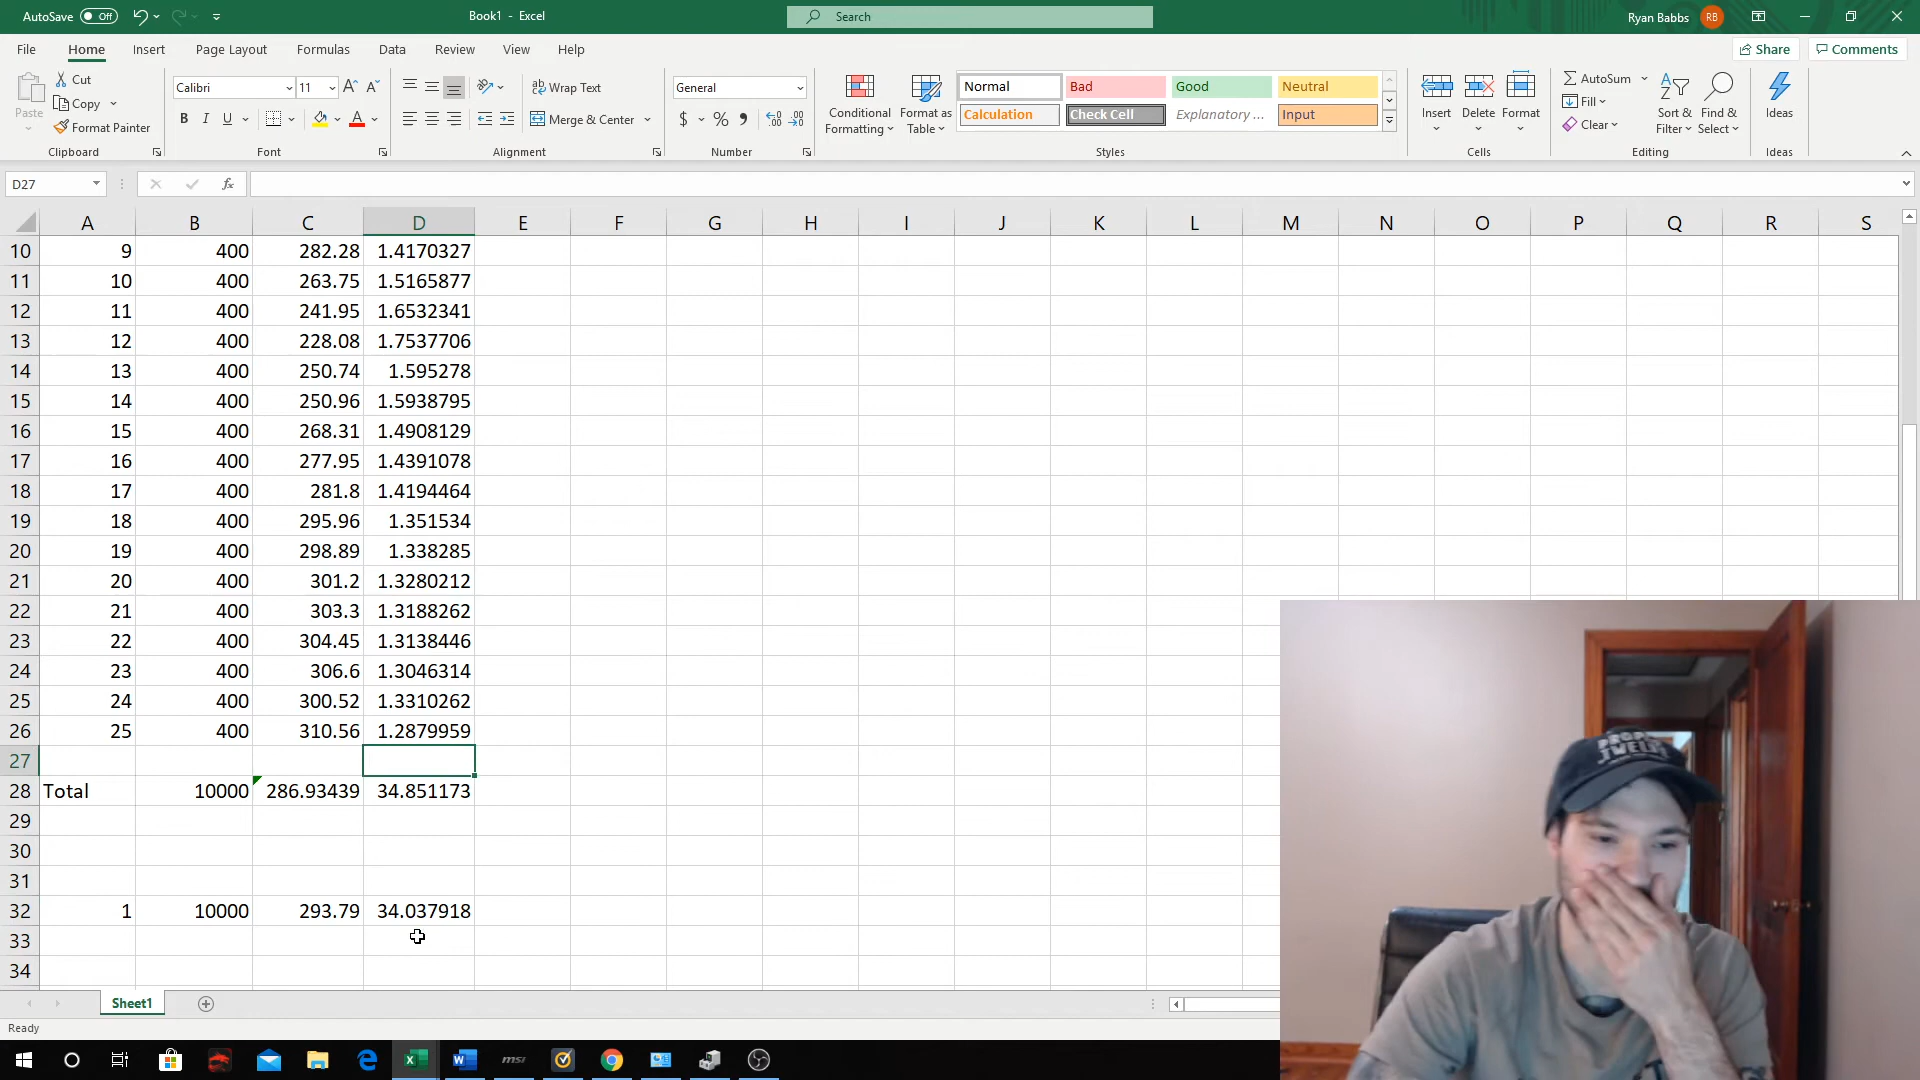 AutoSave Off
Book1 - Excel
Search
Ryan Babbs RB
File Home Insert Page Layout Formulas Data Review View Help
Share Comments
Paste
Cut
Copy
Format Painter
Clipboard
Calibri 11
B I U
Font
Wrap Text
Merge & Center
Alignment
General
$ % ,
Number
Conditional Formatting
Format as Table
Normal Bad Good Neutral
Calculation Check Cell Explanatory ... Input
Styles
Insert Delete Format
Cells
AutoSum
Fill
Clear
Sort & Filter
Find & Select
Editing
Ideas
Ideas
D27
fx
A B C D E F G H I J K L M N O P Q R S
10 9 400 282.28 1.4170327
11 10 400 263.75 1.5165877
12 11 400 241.95 1.6532341
13 12 400 228.08 1.7537706
14 13 400 250.74 1.595278
15 14 400 250.96 1.5938795
16 15 400 268.31 1.4908129
17 16 400 277.95 1.4391078
18 17 400 281.8 1.4194464
19 18 400 295.96 1.351534
20 19 400 298.89 1.338285
21 20 400 301.2 1.3280212
22 21 400 303.3 1.3188262
23 22 400 304.45 1.3138446
24 23 400 306.6 1.3046314
25 24 400 300.52 1.3310262
26 25 400 310.56 1.2879959
27
28 Total 10000 286.93439 34.851173
29
30
31
32 1 10000 293.79 34.037918
33
34
Sheet1
Ready
msi